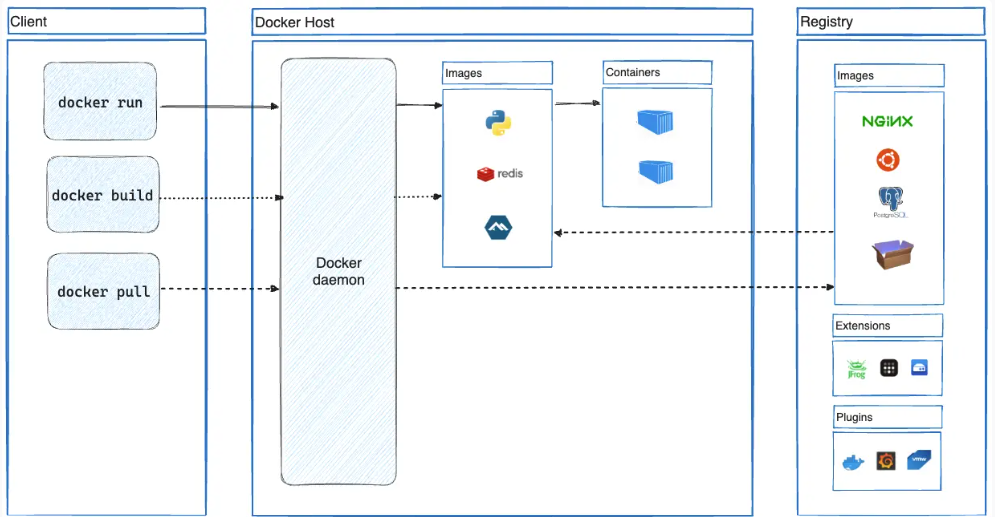 Client
docker run
docker build
docker pull
Docker Host
Docker
daemon
Images
redis
Containers
Registry
Images
NGINX
PostgreSQL
Extensions
JFrog
Plugins
vmw